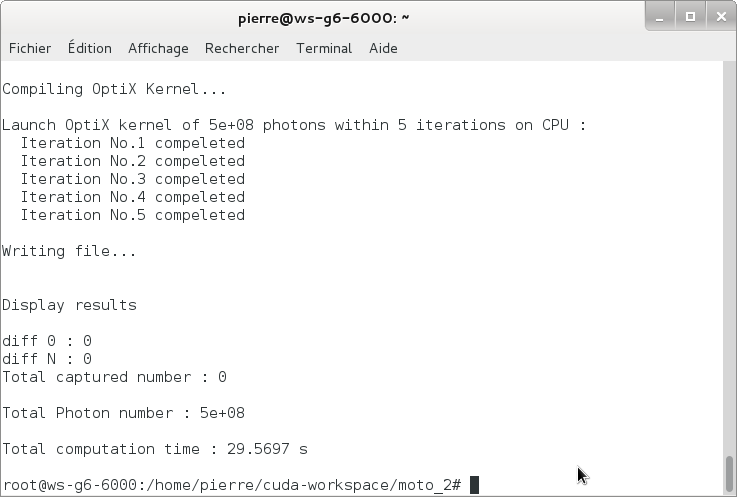 pierre@ws-g6-6000: ~
Fichier Édition Affichage Rechercher Terminal Aide
Compiling OptiX Kernel...
Launch OptiX kernel of 5e+08 photons within 5 iterations on CPU :
Iteration No.1 compeleted
Iteration No.2 compeleted
Iteration No.3 compeleted
Iteration No.4 compeleted
Iteration No.5 compeleted
Writing file...
Display results
diff 0 : 0
diff N : 0
Total captured number : 0
Total Photon number : 5e+08
Total computation time : 29.5697 s
root@ws-g6-6000:/home/pierre/cuda-workspace/moto_2#